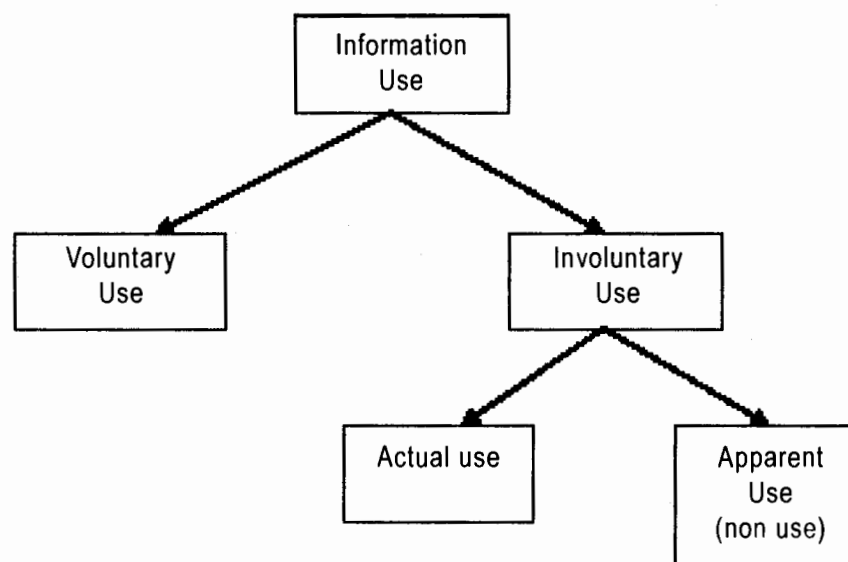 Information
Use
Voluntary
Use
Involuntary
Use
Actual use
Apparent
Use
(non use)